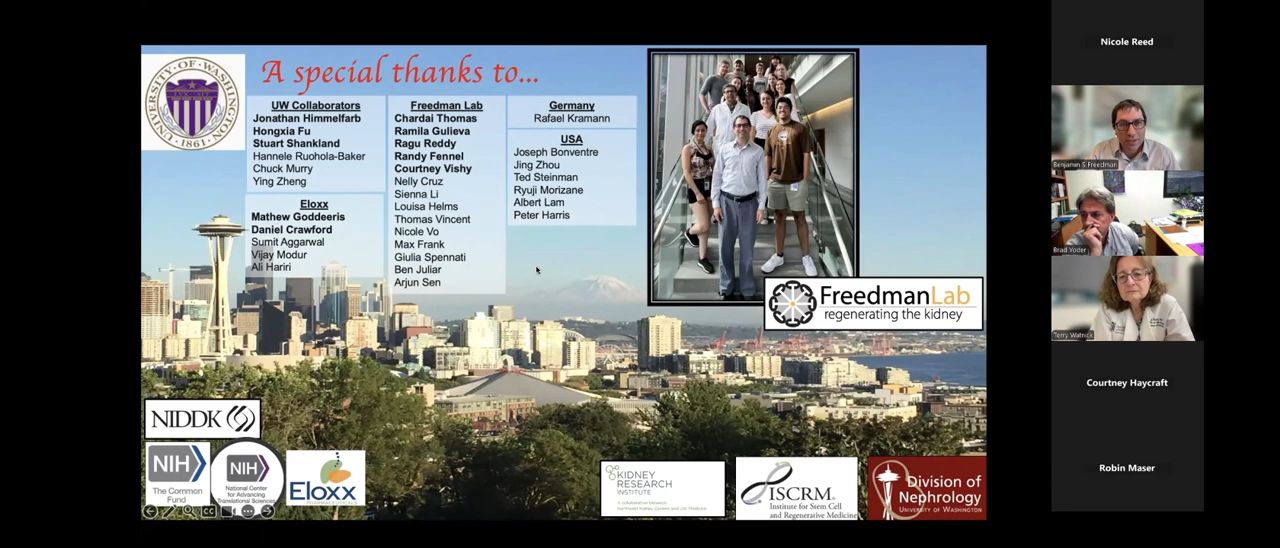 A special thanks to...
UW Collaborators
Jonathan Himmelfarb
Hongxia Fu
Stuart Shankland
Hannele Ruohola-Baker
Chuck Murry
Ying Zheng
Eloxx
Mathew Goddeeris
Daniel Crawford
Sumit Aggarwal
Vijay Modur
Ali Hariri
Freedman Lab
Chardai Thomas
Ramila Gulieva
Ragu Reddy
Randy Fennel
Courtney Vishy
Nelly Cruz
Sienna Li
Louisa Helms
Thomas Vincent
Nicole Vo
Max Frank
Giulia Spennati
Ben Juliar
Arjun Sen
Germany
Rafael Kramann
USA
Joseph Bonventre
Jing Zhou
Ted Steinman
Ryuji Morizane
Albert Lam
Peter Harris
UNIVERSITY OF WASHINGTON
1861
FreedmanLab
regenerating the kidney
NIDDK
NIH
The Common
Fund
NIH
National Center
for Advancing
Translational Sciences
Eloxx
PHARMACEUTICALS
KIDNEY
RESEARCH
INSTITUTE
ISCRM
Institute for Stem Cell
and Regenerative Medicine
Division of
Nephrology
UNIVERSITY OF WASHINGTON
CC
Nicole Reed
Benjamin S Freedman
Brad Yoder
Terry Watnick
Courtney Haycraft
Robin Maser